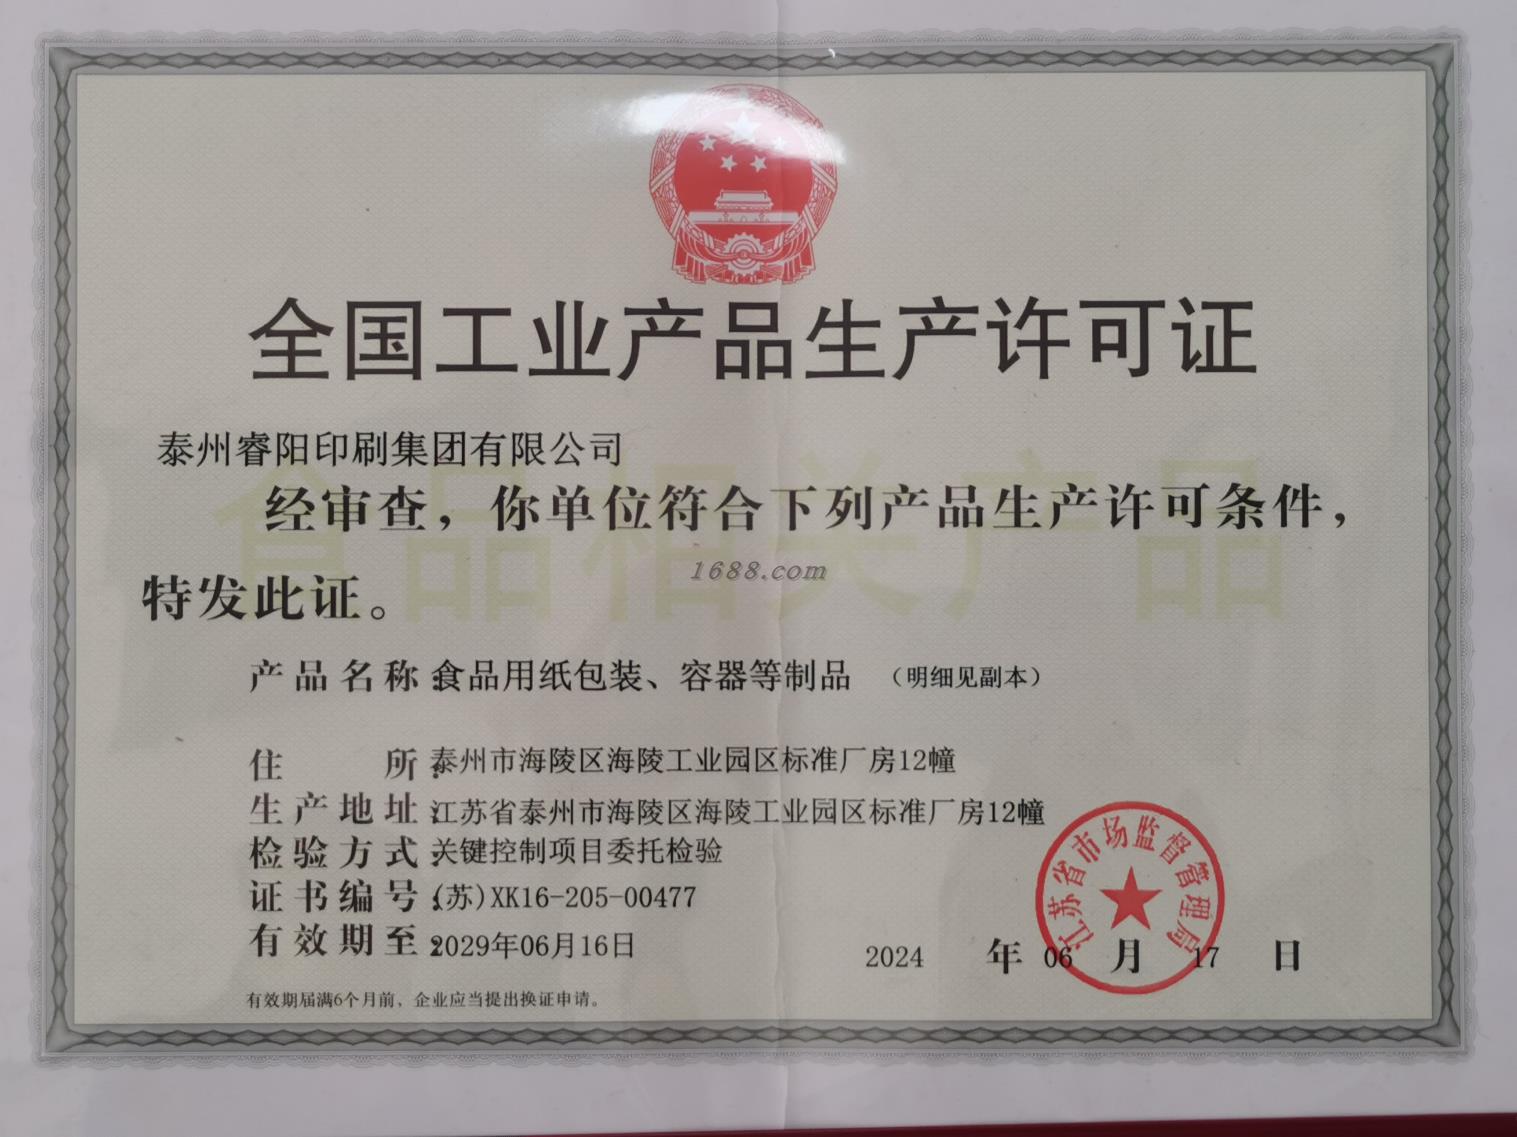 全国工业产品生产许可证
泰州睿阳印刷集团有限公司
食品相关产品
经审查，你单位符合下列产品生产许可条件，
1688.com
特发此证。
产品名称：食品用纸包装、容器等制品 （明细见副本）
住所：泰州市海陵区海陵工业园区标准厂房12幢
生产地址：江苏省泰州市海陵区海陵工业园区标准厂房12幢
检验方式：关键控制项目委托检验
证书编号：(苏)XK16-205-00477
有效期至：2029年06月16日
江苏省市场监督管理局
2024 年 06 月 17 日
有效期届满6个月前，企业应当提出换证申请。